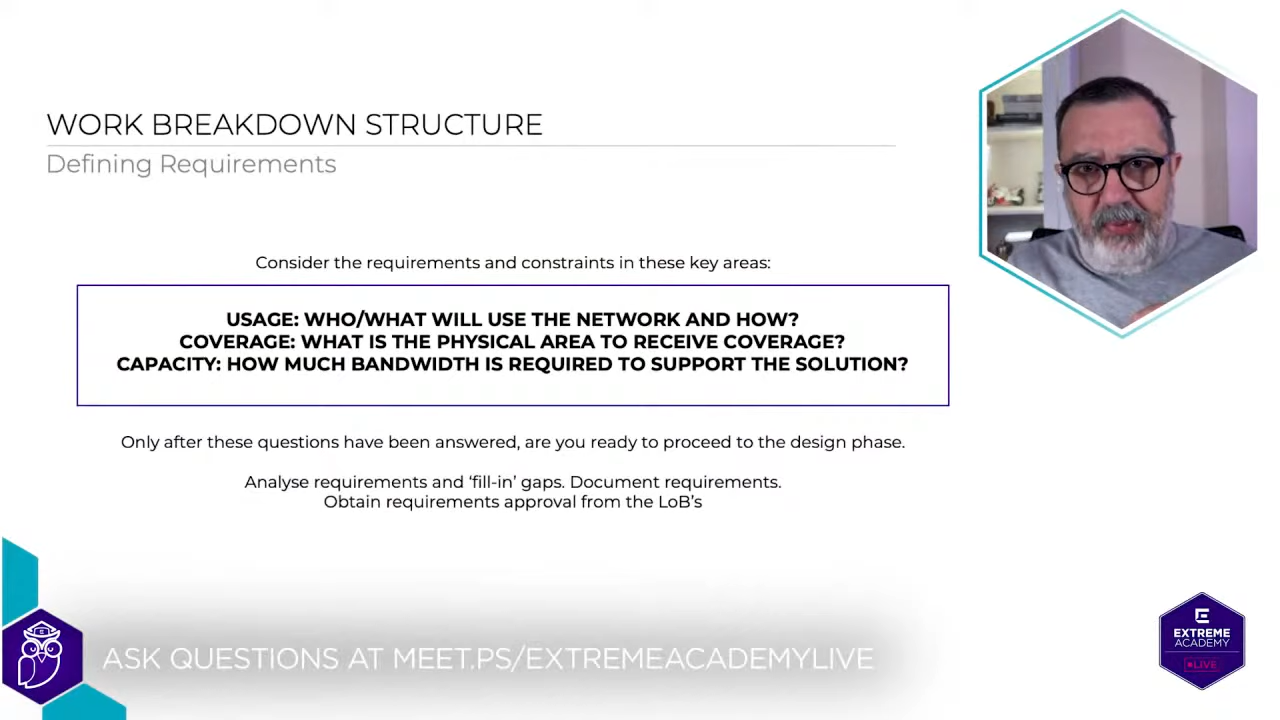 WORK BREAKDOWN STRUCTURE
Defining Requirements
Consider the requirements and constraints in these key areas:
USAGE: WHO/WHAT WILL USE THE NETWORK AND HOW?
COVERAGE: WHAT IS THE PHYSICAL AREA TO RECEIVE COVERAGE?
CAPACITY: HOW MUCH BANDWIDTH IS REQUIRED TO SUPPORT THE SOLUTION?
Only after these questions have been answered, are you ready to proceed to the design phase.
Analyse requirements and ‘fill-in’ gaps. Document requirements.
Obtain requirements approval from the LoB’s
ASK QUESTIONS AT MEET.PS/EXTREMEACADEMYLIVE
E
EXTREME
ACADEMY
LIVE